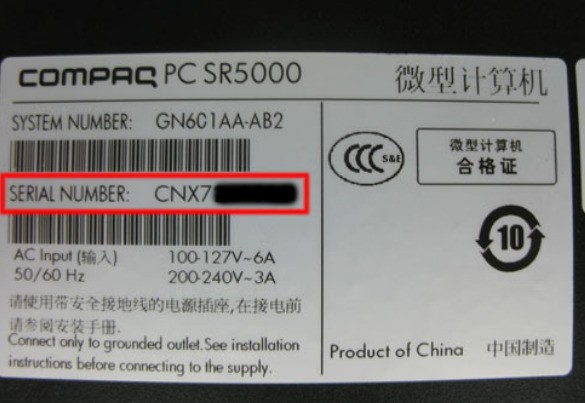 COMPAQ PC SR5000
微型计算机
SYSTEM NUMBER: GN601AA-AB2
CCC S&E
微型计算机
合格证
SERIAL NUMBER: CNX7
10
AC Input (输入) 100-127V~6A
50/60 Hz 200-240V~3A
请使用带安全接地线的电源插座,在接电前
请参阅安装手册.
Connect only to grounded outlet.See installation
instructions before connecting to the supply.
Product of China 中国制造